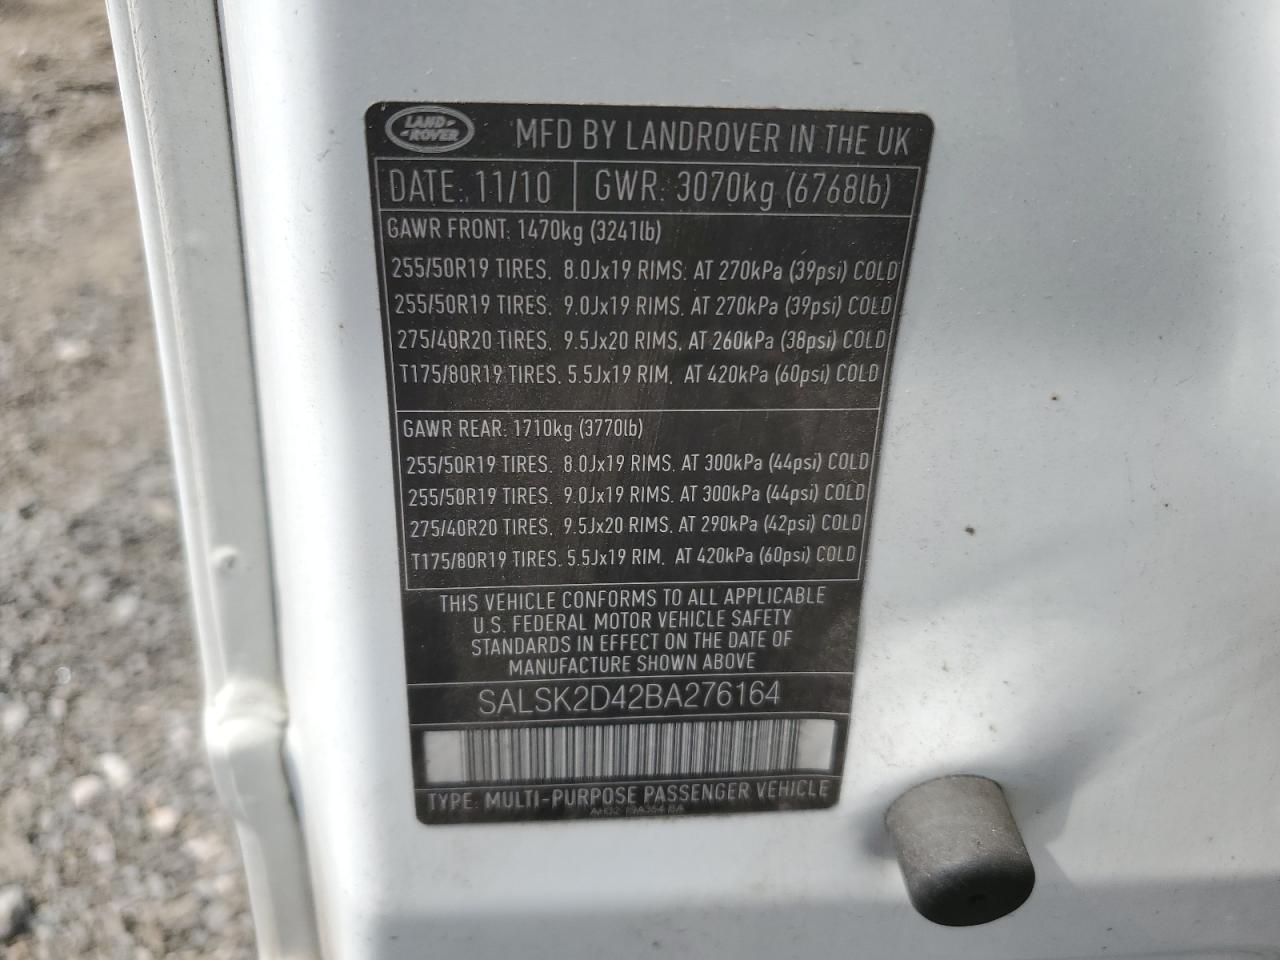 LAND
ROVER
MFD BY LANDROVER IN THE UK
DATE: 11/10 GWR: 3070kg (6768lb)
GAWR FRONT: 1470kg (3241lb)
255/50R19 TIRES, 8.0Jx19 RIMS, AT 270kPa (39psi) COLD
255/50R19 TIRES, 9.0Jx19 RIMS, AT 270kPa (39psi) COLD
275/40R20 TIRES, 9.5Jx20 RIMS, AT 260kPa (38psi) COLD
T175/80R19 TIRES, 5.5Jx19 RIM, AT 420kPa (60psi) COLD
GAWR REAR: 1710kg (3770lb)
255/50R19 TIRES, 8.0Jx19 RIMS, AT 300kPa (44psi) COLD
255/50R19 TIRES, 9.0Jx19 RIMS, AT 300kPa (44psi) COLD
275/40R20 TIRES, 9.5Jx20 RIMS, AT 290kPa (42psi) COLD
T175/80R19 TIRES, 5.5Jx19 RIM, AT 420kPa (60psi) COLD
THIS VEHICLE CONFORMS TO ALL APPLICABLE
U.S. FEDERAL MOTOR VEHICLE SAFETY
STANDARDS IN EFFECT ON THE DATE OF
MANUFACTURE SHOWN ABOVE
SALSK2D42BA276164
TYPE: MULTI-PURPOSE PASSENGER VEHICLE